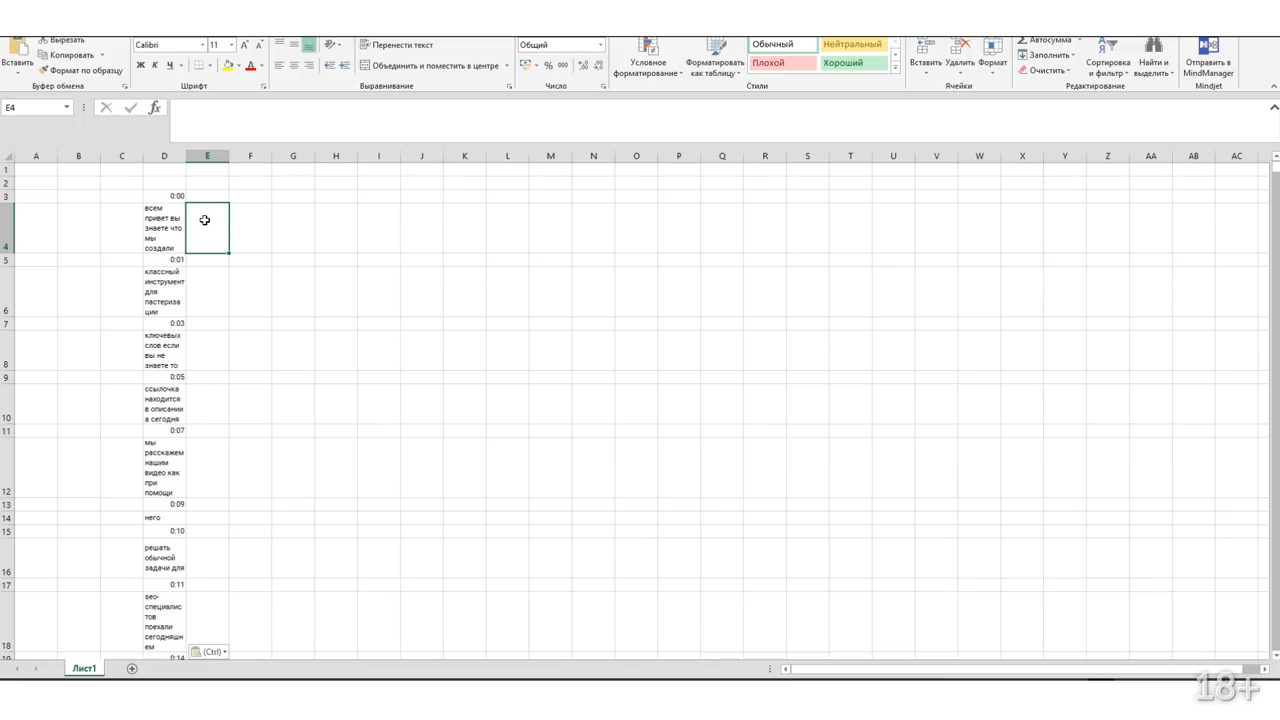 Вырезать
Calibri 11
Общий
Обычный Нейтральный
Автосумма
Вставить
Копировать
Перенести текст
Условное форматирование
Форматировать как таблицу
Вставить Удалить Формат
Заполнить
Сортировка и фильтр
Найти и выделить
Отправить в MindManager
Формат по образцу
Ж К Ч
Объединить и поместить в центре
% 000
Плохой Хороший
Очистить
Буфер обмена Шрифт Выравнивание Число Стили Ячейки Редактирование Mindjet
E4 fx
A B C D E F G H I J K L M N O P Q R S T U V W X Y Z AA AB AC
1
2
3 0:00
всем
привет вы
знаете что
мы
4 создали
5 0:01
классный
инструмент
для
пастериза
6 ции
7 0:03
ключевых
слов если
вы не
8 знаете то
9 0:05
ссылочка
находится
в описании
10 а сегодня
11 0:07
мы
расскажем
нашим
видео как
при
12 помощи
13 0:09
14 него
15 0:10
решать
обычной
16 задачи для
17 0:11
seo-
специалис
тов
поехали
сегодняшн
18 ем
(Ctrl)
19 0:14
Лист1
18+